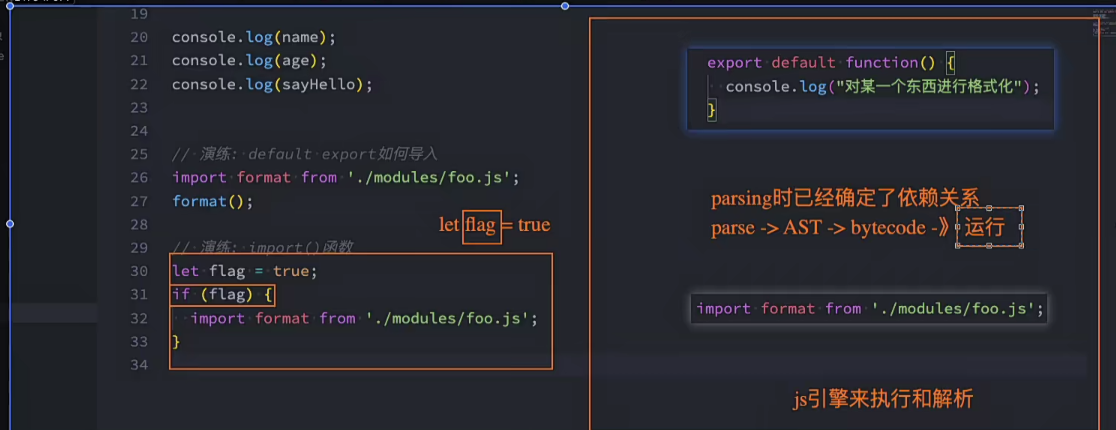 19
20 console.log(name);
21 console.log(age);
22 console.log(sayHello);
23
24
25 // 演练: default export如何导入
26 import format from './modules/foo.js';
27 format();
28
let flag = true
29 // 演练: import()函数
30 let flag = true;
31 if (flag) {
32 import format from './modules/foo.js';
33 }
34
export default function() {
console.log("对某一个东西进行格式化");
}
parsing时已经确定了依赖关系
parse -> AST -> bytecode -》 运行
import format from './modules/foo.js';
js引擎来执行和解析